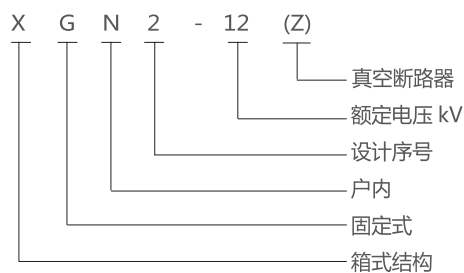 X G N 2 - 12 (Z)
真空断路器
额定电压 kV
设计序号
户内
固定式
箱式结构